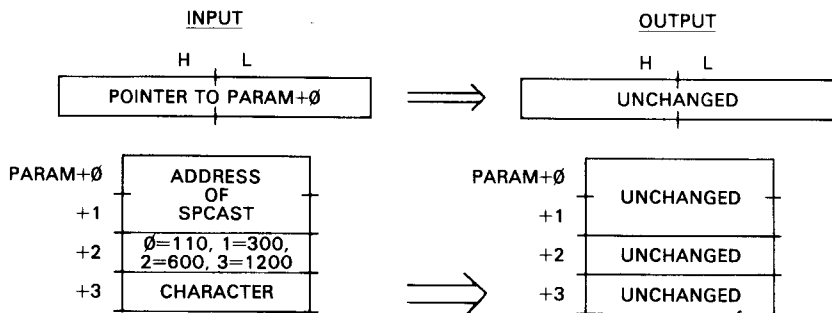 INPUT
OUTPUT
H L
H L
POINTER TO PARAM+Ø
UNCHANGED
PARAM+Ø
ADDRESS
OF
+1
SPCAST
+2
Ø=110, 1=300,
2=600, 3=1200
+3
CHARACTER
PARAM+Ø
UNCHANGED
+1
+2
UNCHANGED
+3
UNCHANGED